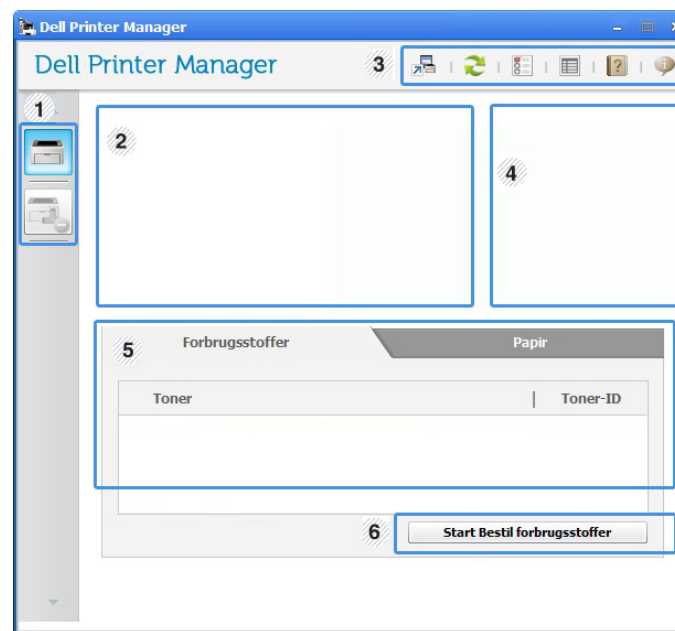 Dell Printer Manager
Dell Printer Manager
3
1
2
4
5
Forbrugsstoffer
Papir
Toner
Toner-ID
6
Start Bestil forbrugsstoffer